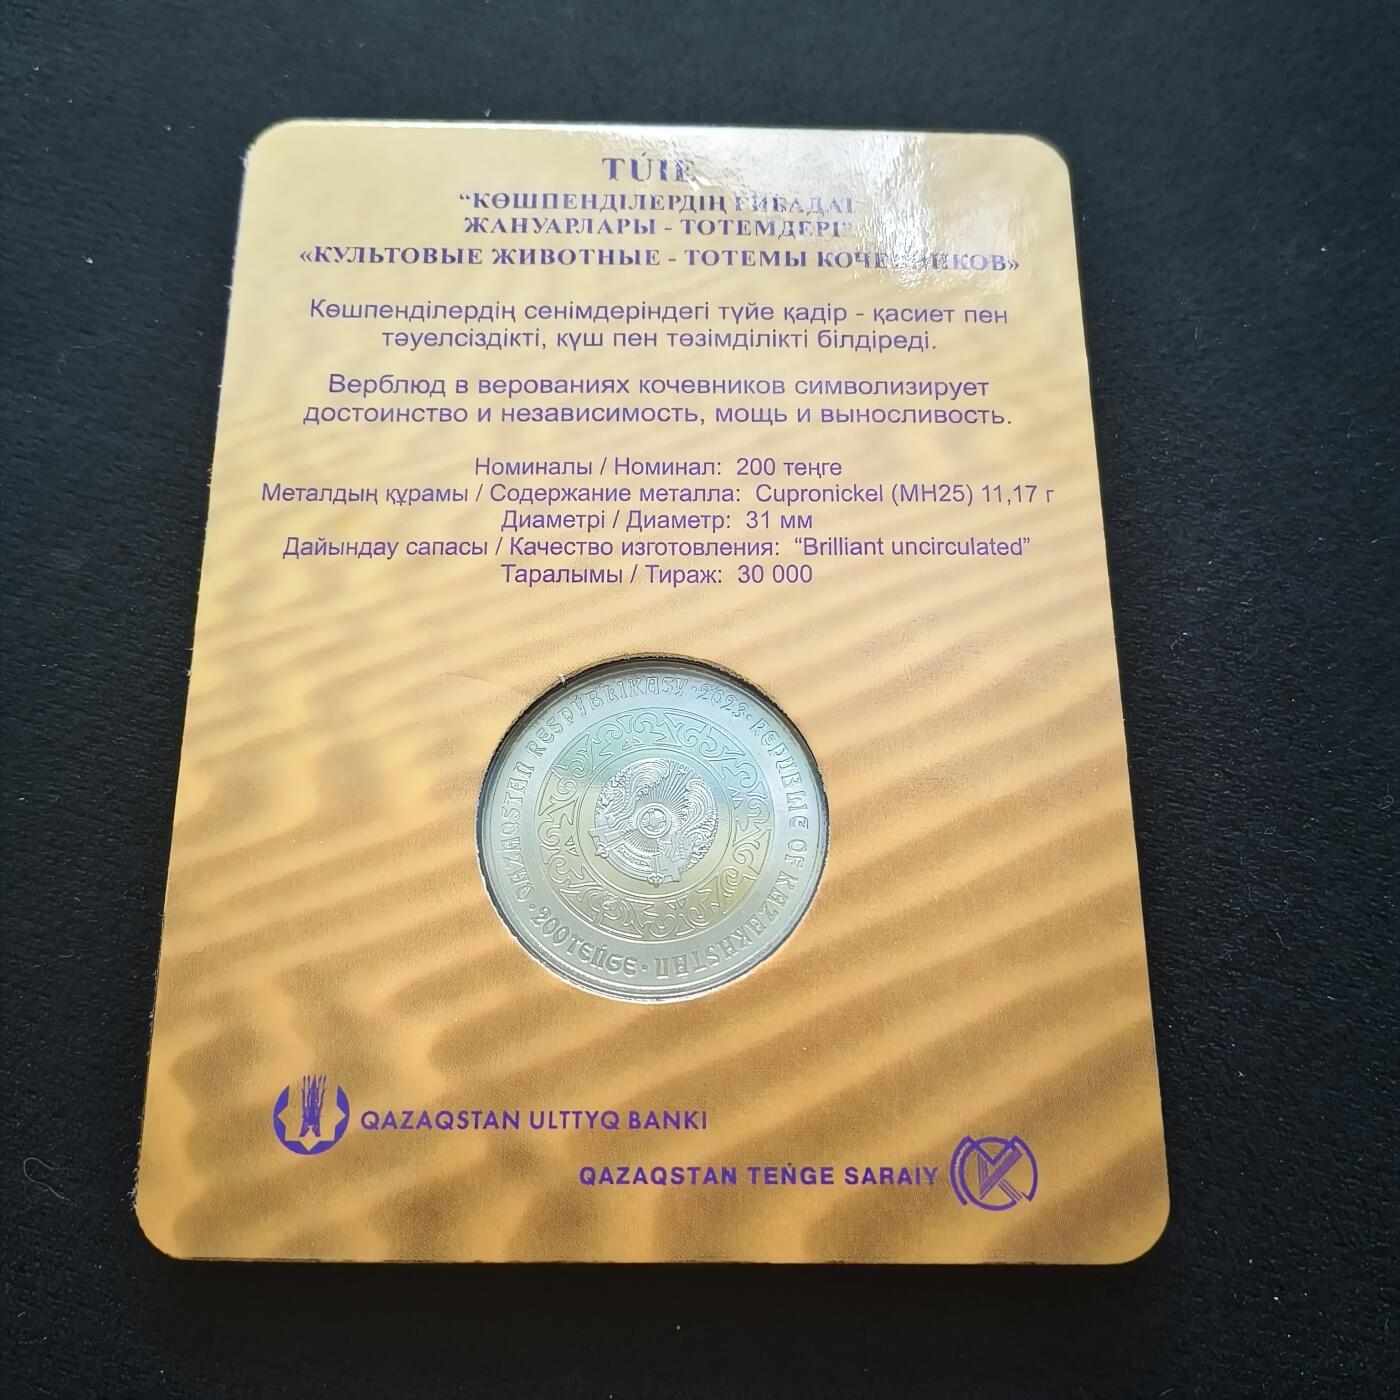 TÚIE
“КӨШПЕНДІЛЕРДІҢ ҒИБАДАТ
ЖАНУАРЛАРЫ - ТОТЕМДЕРІ”
«КУЛЬТОВЫЕ ЖИВОТНЫЕ - ТОТЕМЫ КОЧЕВНИКОВ»
Көшпенділердің сенімдеріндегі түйе қадір - қасиет пен
тәуелсіздікті, күш пен төзімділікті білдіреді.
Верблюд в верованиях кочевников символизирует
достоинство и независимость, мощь и выносливость.
Номиналы / Номинал: 200 теңге
Металдың құрамы / Содержание металла: Cupronickel (МН25) 11,17 г
Диаметрі / Диаметр: 31 мм
Дайындау сапасы / Качество изготовления: “Brilliant uncirculated”
Таралымы / Тираж: 30 000
QAZAQSTAN RESPÝBLIKASY · 2023 · REPUBLIC OF KAZAKHSTAN · 200 TEŃGE ·
QAZAQSTAN ULTTYQ BANKI
QAZAQSTAN TEŃGE SARAIY